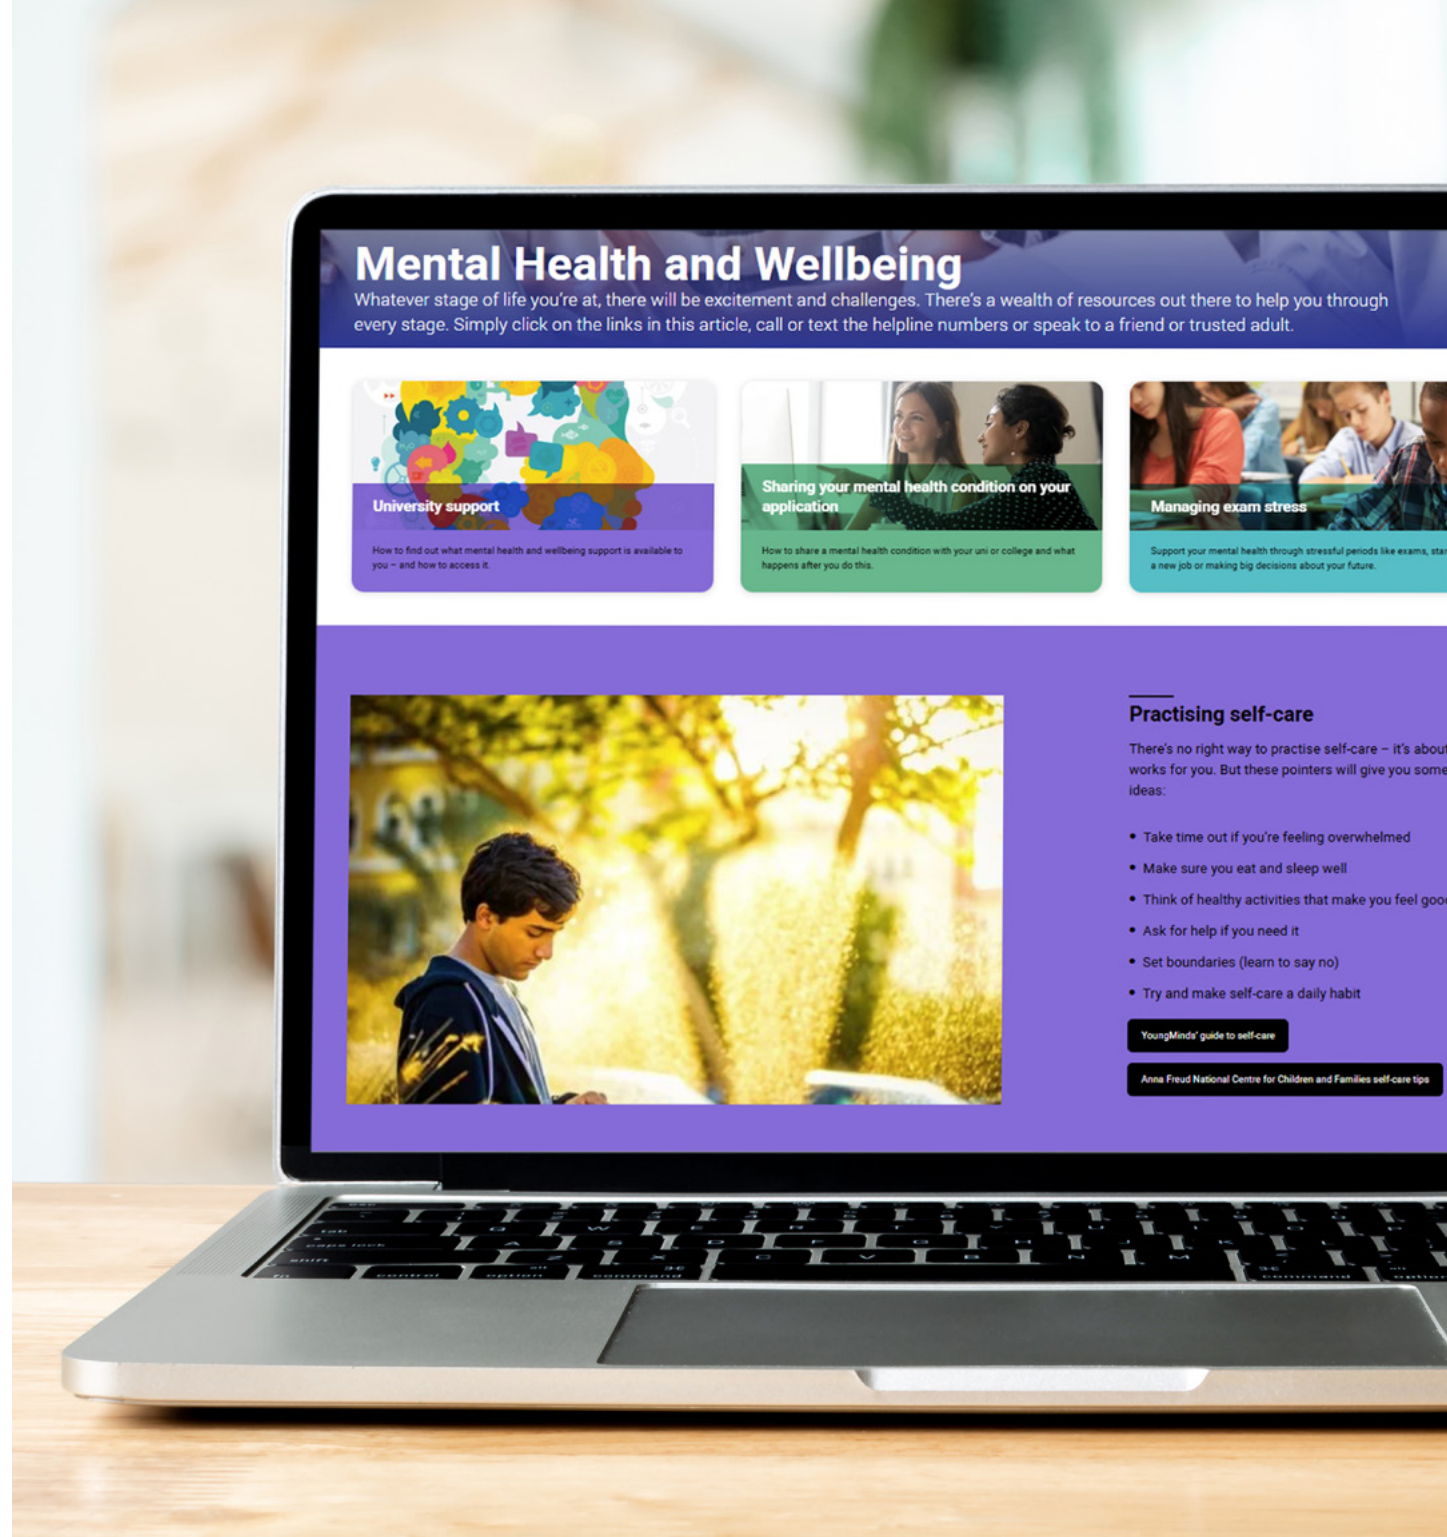 Mental Health and Wellbeing
Whatever stage of life you're at, there will be excitement and challenges. There's a wealth of resources out there to help you through
every stage. Simply click on the links in this article, call or text the helpline numbers or speak to a friend or trusted adult.
University support
How to find out what mental health and wellbeing support is available to
you – and how to access it.
Sharing your mental health condition on your
application
How to share a mental health condition with your uni or college and what
happens after you do this.
Managing exam stress
Support your mental health through stressful periods like exams,
a new job or making big decisions about your future.
Practising self-care
There's no right way to practise self-care – it's about
works for you. But these pointers will give you some
ideas:
• Take time out if you're feeling overwhelmed
• Make sure you eat and sleep well
• Think of healthy activities that make you feel good
• Ask for help if you need it
• Set boundaries (learn to say no)
• Try and make self-care a daily habit
YoungMinds' guide to self-care
Anna Freud National Centre for Children and Families self-care tips
tab
caps lock
shift
fn
control
option
command
command